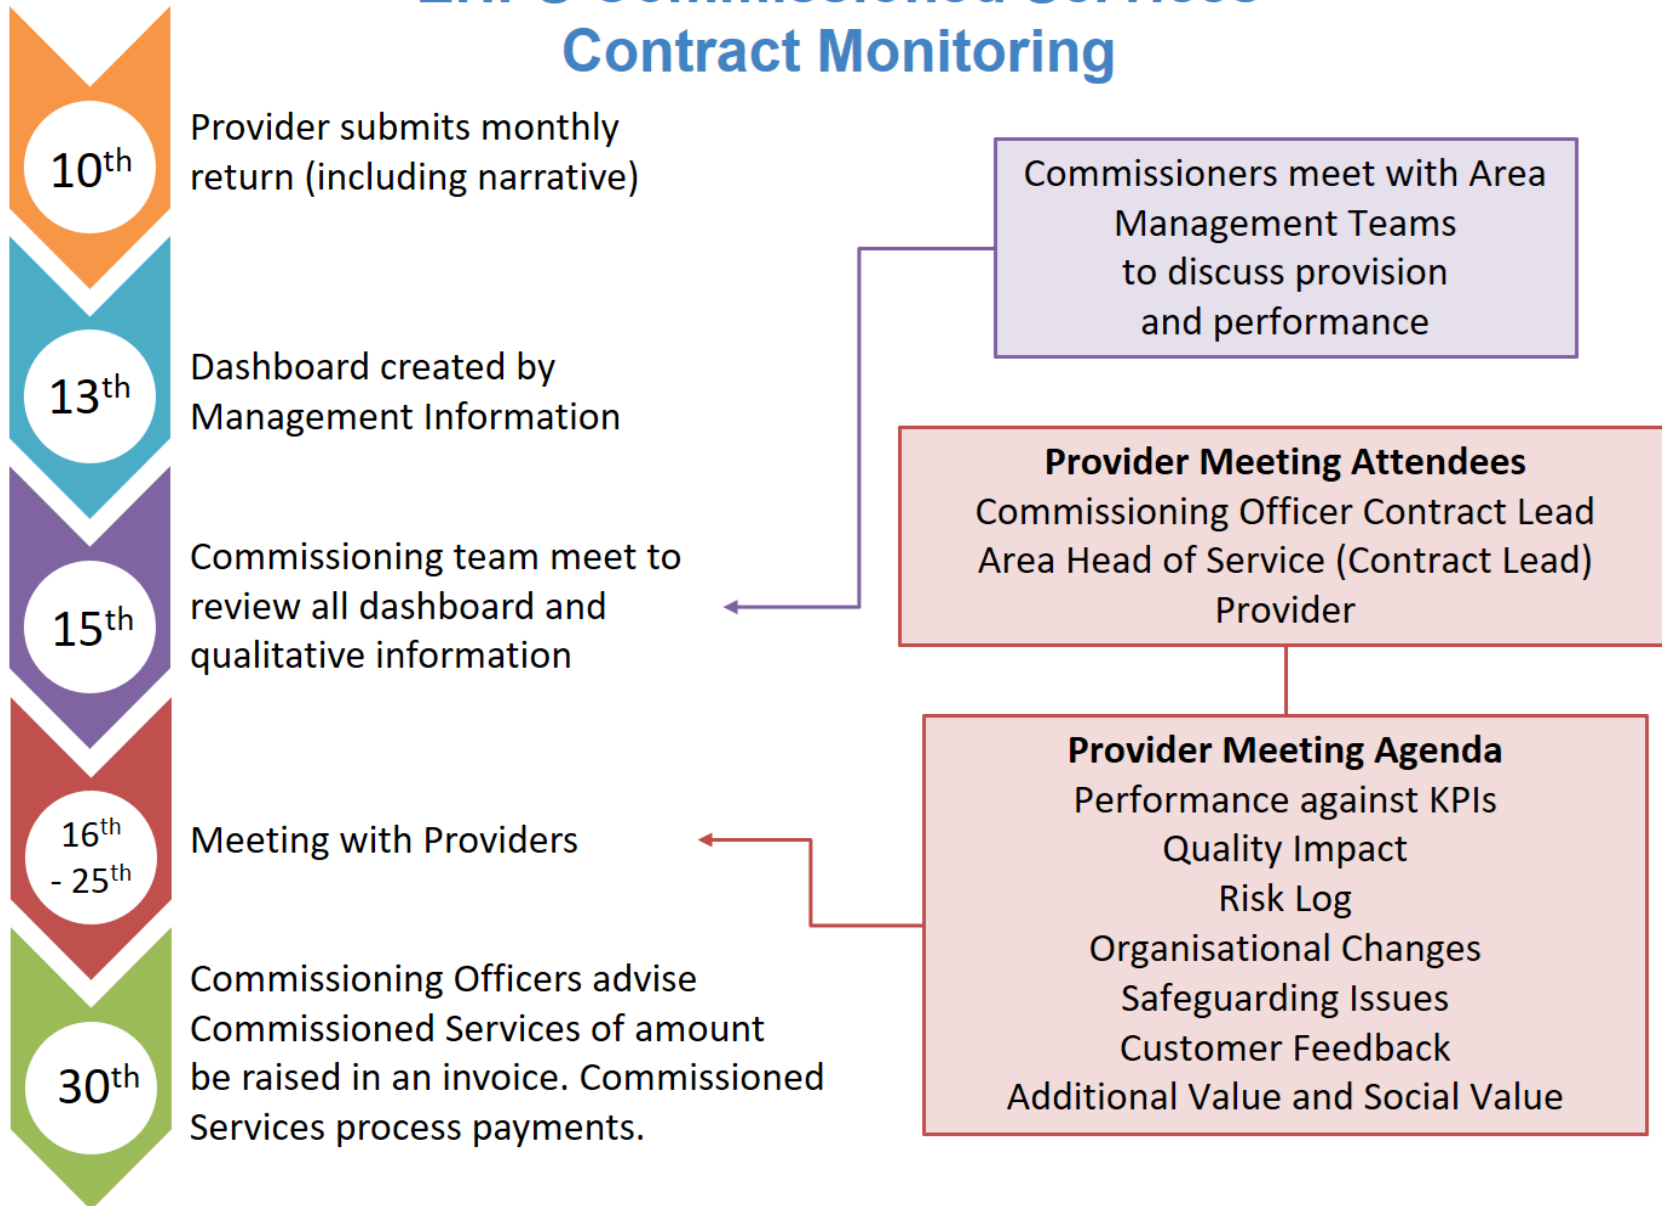 Commissioned Services
Contract Monitoring
10th
Provider submits monthly
return (including narrative)
13th
Dashboard created by
Management Information
15th
Commissioning team meet to
review all dashboard and
qualitative information
16th
- 25th
Meeting with Providers
30th
Commissioning Officers advise
Commissioned Services of amount
be raised in an invoice. Commissioned
Services process payments.
Commissioners meet with Area
Management Teams
to discuss provision
and performance
Provider Meeting Attendees
Commissioning Officer Contract Lead
Area Head of Service (Contract Lead)
Provider
Provider Meeting Agenda
Performance against KPIs
Quality Impact
Risk Log
Organisational Changes
Safeguarding Issues
Customer Feedback
Additional Value and Social Value